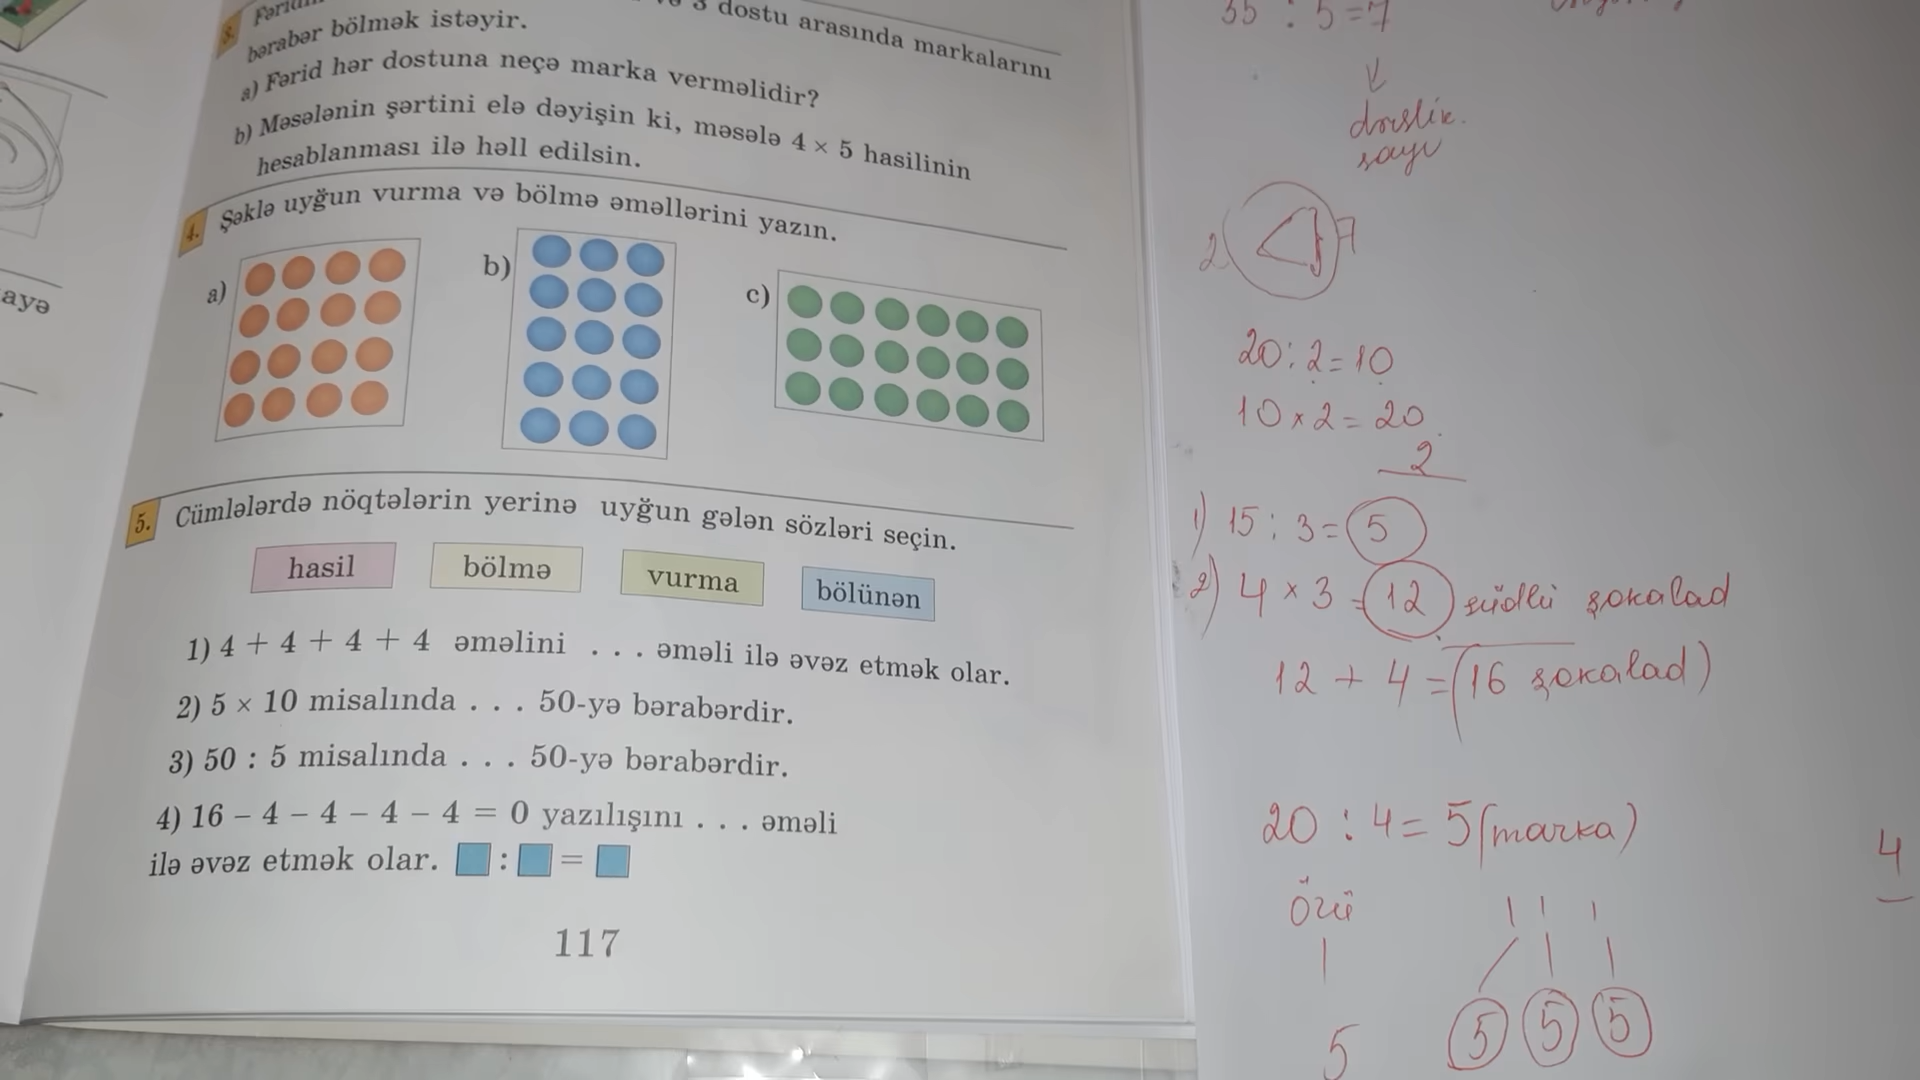 3.
dostu arasında markalarını
bərabər bölmək istəyir.
a) Fərid hər dostuna neçə marka verməlidir?
b) Məsələnin şərtini elə dəyişin ki, məsələ 4 × 5 hasilinin
hesablanması ilə həll edilsin.
4. Şəklə uyğun vurma və bölmə əməllərini yazın.
a)
b)
c)
5. Cümlələrdə nöqtələrin yerinə uyğun gələn sözləri seçin.
hasil bölmə vurma bölünən
1) 4 + 4 + 4 + 4 əməlini . . . əməli ilə əvəz etmək olar.
2) 5 × 10 misalında . . . 50-yə bərabərdir.
3) 50 : 5 misalında . . . 50-yə bərabərdir.
4) 16 – 4 – 4 – 4 – 4 = 0 yazılışını . . . əməli
ilə əvəz etmək olar. : =
117
ayə
35 : 5 = 7
dərslik
sayı
2 7
20 : 2 = 10
10 × 2 = 20
2
1) 15 : 3 = 5
2) 4 × 3 = 12 südlü şokalad
12 + 4 = (16 şokalad)
20 : 4 = 5 (marka)
özü
5 5 5 5
4